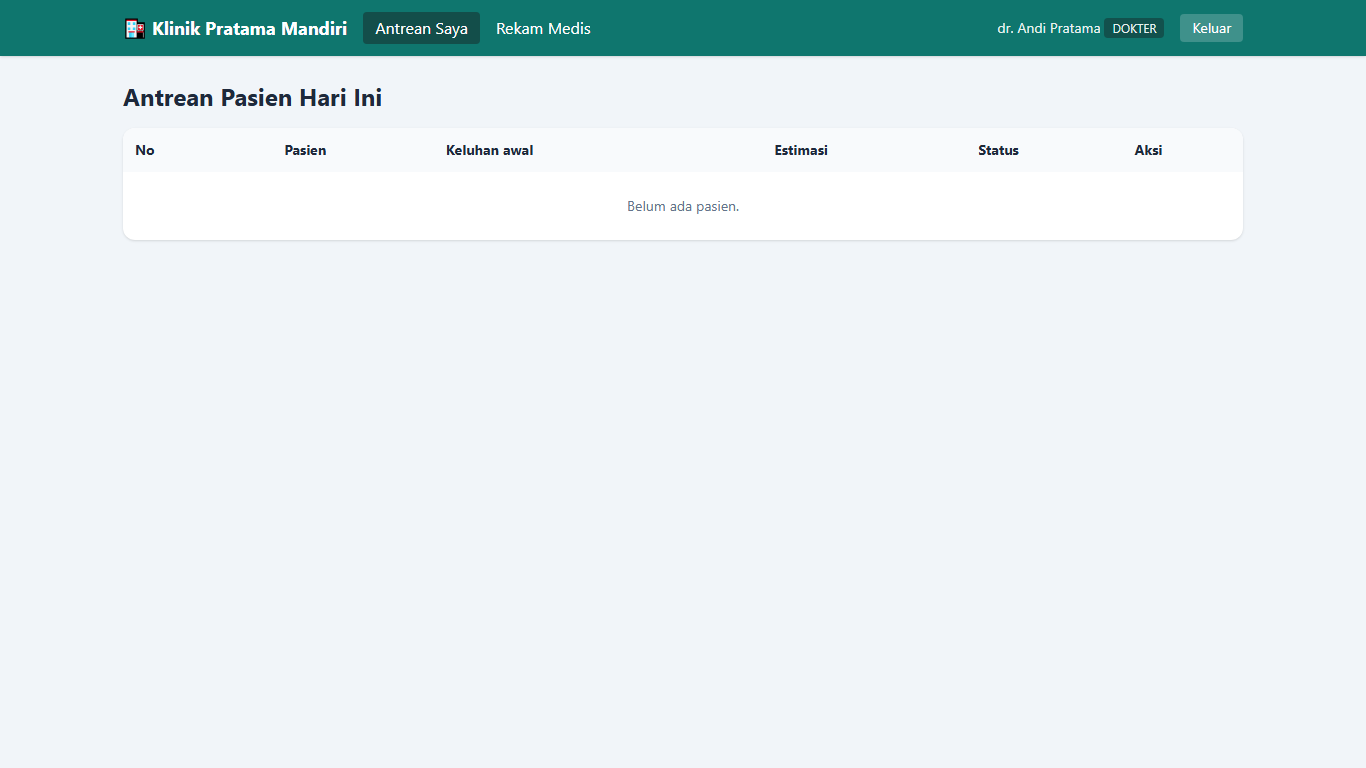 Klinik Pratama Mandiri Antrean Saya Rekam Medis dr. Andi Pratama DOKTER Keluar
Antrean Pasien Hari Ini
No Pasien Keluhan awal Estimasi Status Aksi
Belum ada pasien.